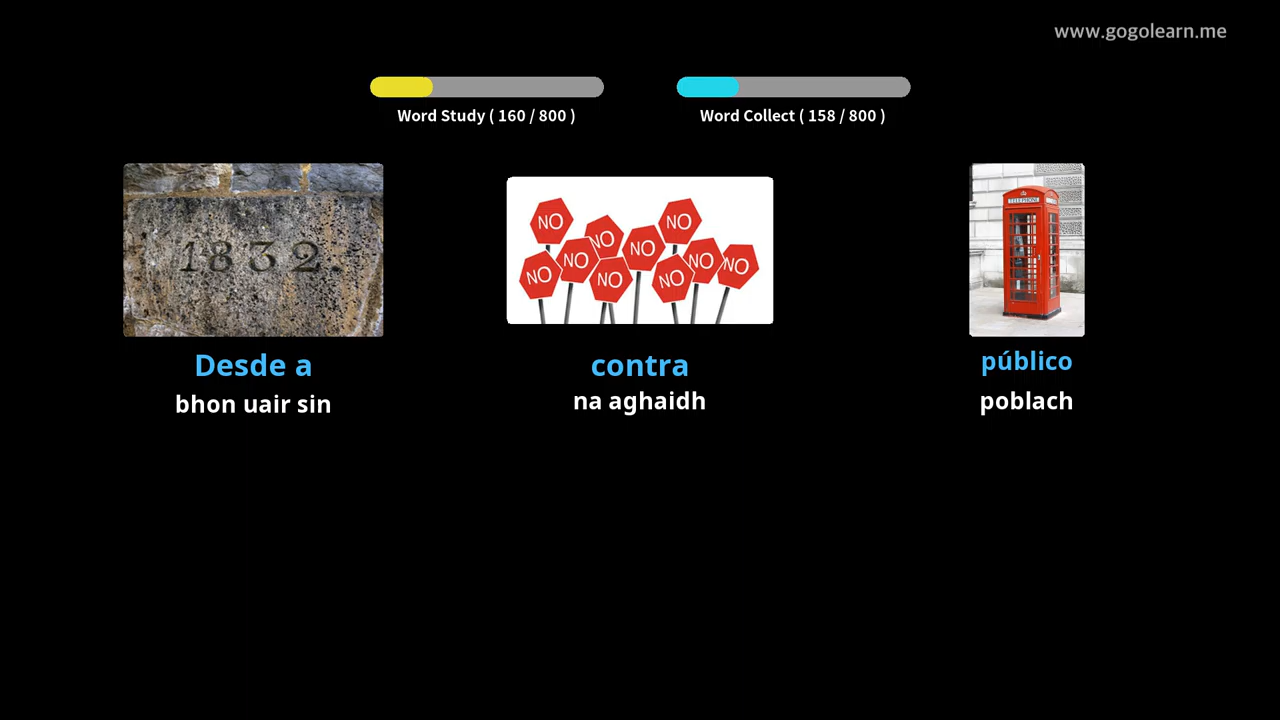 www.gogolearn.me
Word Study ( 160 / 800 )
Word Collect ( 158 / 800 )
1832.
NO
NO
NO
NO
NO
NO
NO
NO
NO
NO
TELEPHONE
Desde a
bhon uair sin
contra
na aghaidh
público
poblach